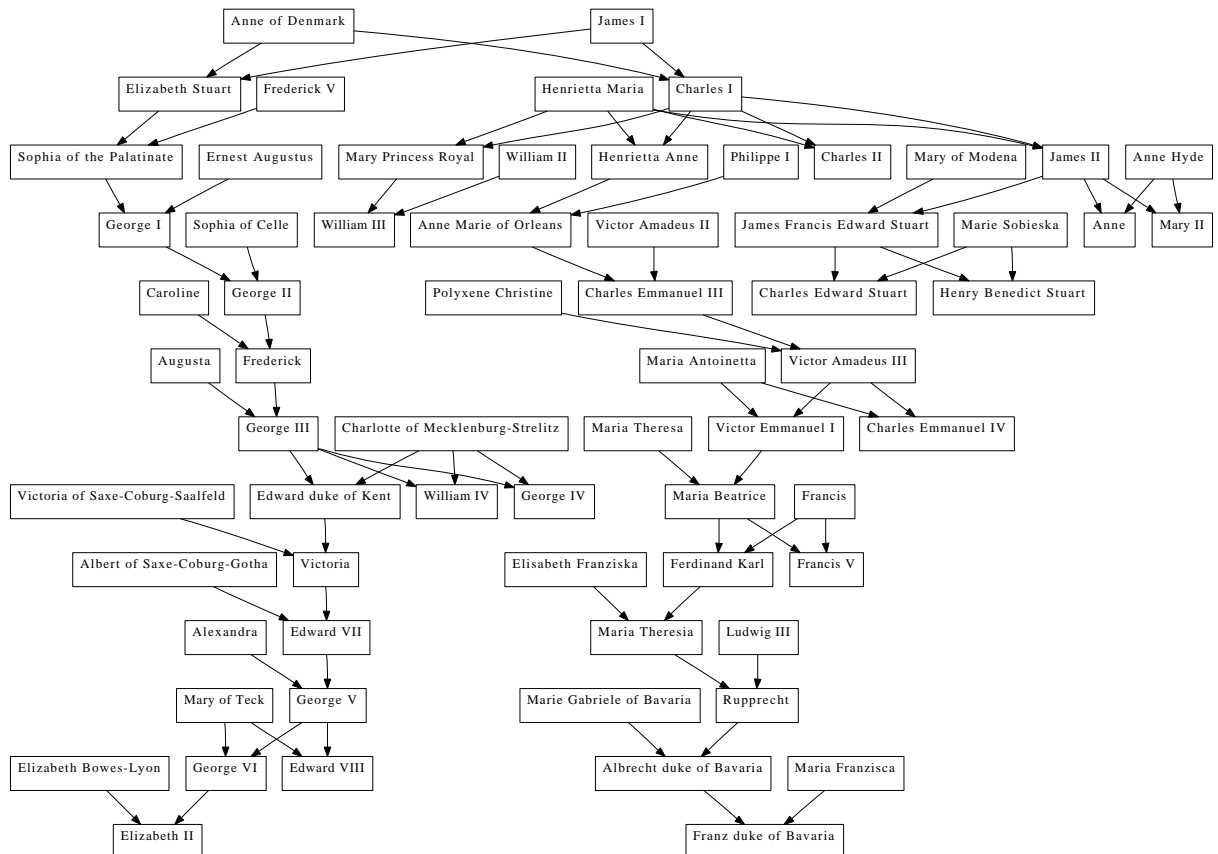 Anne of Denmark
James I
Elizabeth Stuart
Frederick V
Henrietta Maria
Charles I
Sophia of the Palatinate
Ernest Augustus
Mary Princess Royal
William II
Henrietta Anne
Philippe I
Charles II
Mary of Modena
James II
Anne Hyde
George I
Sophia of Celle
William III
Anne Marie of Orleans
Victor Amadeus II
James Francis Edward Stuart
Marie Sobieska
Anne
Mary II
Caroline
George II
Polyxene Christine
Charles Emmanuel III
Charles Edward Stuart
Henry Benedict Stuart
Augusta
Frederick
Maria Antoinetta
Victor Amadeus III
George III
Charlotte of Mecklenburg-Strelitz
Maria Theresa
Victor Emmanuel I
Charles Emmanuel IV
Victoria of Saxe-Coburg-Saalfeld
Edward duke of Kent
William IV
George IV
Maria Beatrice
Francis
Albert of Saxe-Coburg-Gotha
Victoria
Elisabeth Franziska
Ferdinand Karl
Francis V
Alexandra
Edward VII
Maria Theresia
Ludwig III
Mary of Teck
George V
Marie Gabriele of Bavaria
Rupprecht
Elizabeth Bowes-Lyon
George VI
Edward VIII
Albrecht duke of Bavaria
Maria Franzisca
Elizabeth II
Franz duke of Bavaria